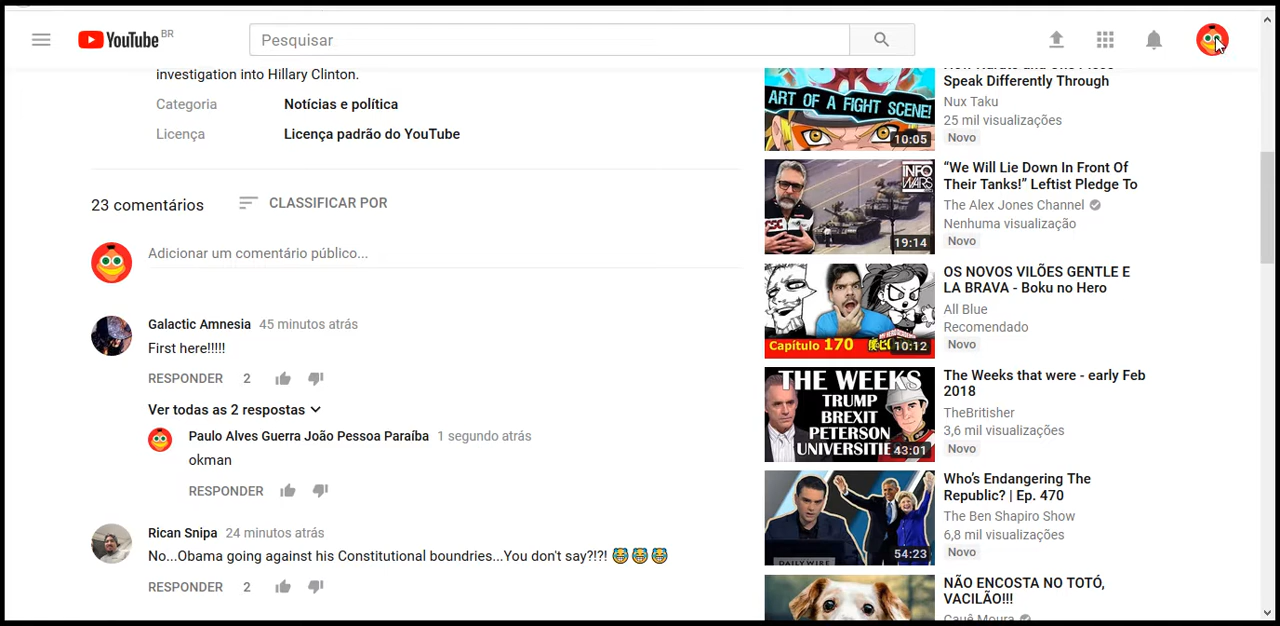 YouTube BR
Pesquisar
investigation into Hillary Clinton.
Categoria Notícias e política
Licença Licença padrão do YouTube
23 comentários CLASSIFICAR POR
Adicionar um comentário público...
Galactic Amnesia 45 minutos atrás
First here!!!!!
RESPONDER 2
Ver todas as 2 respostas
Paulo Alves Guerra João Pessoa Paraíba 1 segundo atrás
okman
RESPONDER
Rican Snipa 24 minutos atrás
No...Obama going against his Constitutional boundries...You don't say?!?! 😹😹😹
RESPONDER 2
ART OF A FIGHT SCENE!
10:05
Speak Differently Through
Nux Taku
25 mil visualizações
Novo
INFO
WARS
19:14
“We Will Lie Down In Front Of
Their Tanks!” Leftist Pledge To
The Alex Jones Channel
Nenhuma visualização
Novo
Capítulo 170
10:12
OS NOVOS VILÕES GENTLE E
LA BRAVA - Boku no Hero
All Blue
Recomendado
Novo
THE WEEKS
TRUMP
BREXIT
PETERSON
UNIVERSITIE
43:01
The Weeks that were - early Feb
2018
TheBritisher
3,6 mil visualizações
Novo
DAILY WIRE
54:23
Who’s Endangering The
Republic? | Ep. 470
The Ben Shapiro Show
6,8 mil visualizações
Novo
NÃO ENCOSTA NO TOTÓ,
VACILÃO!!!
Cauê Moura